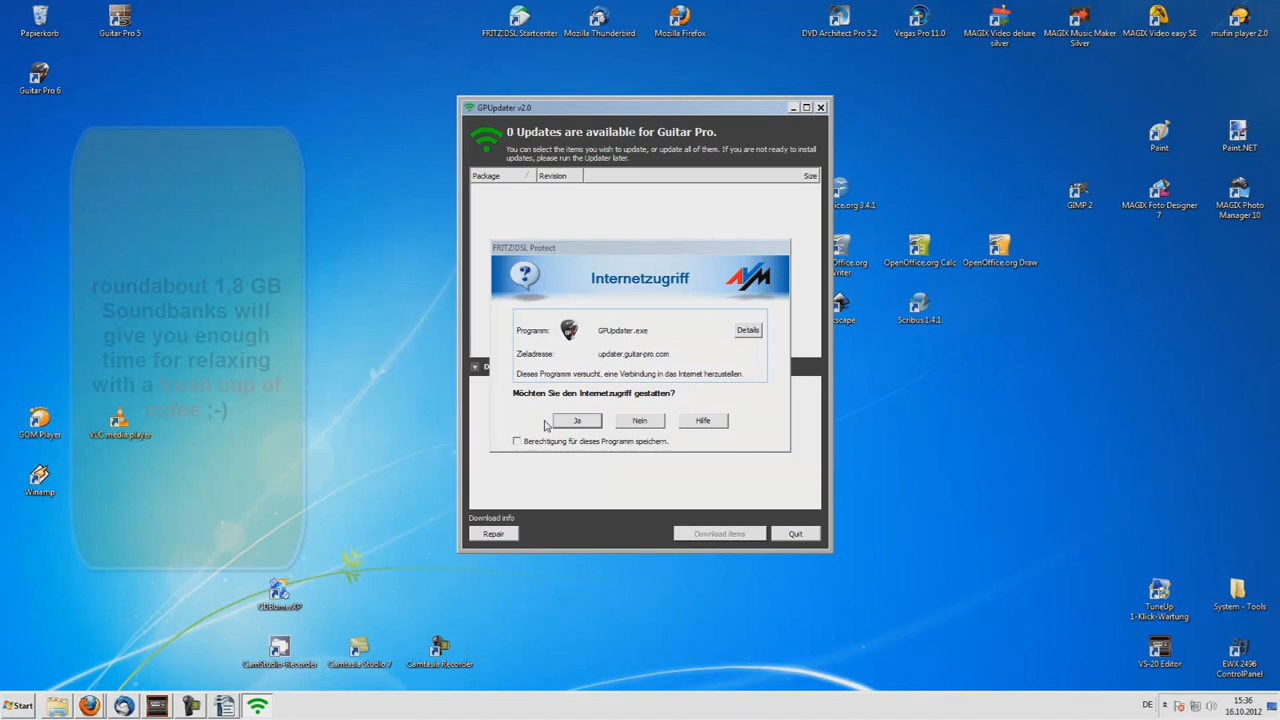 Papierkorb
Guitar Pro 5
FRITZ!DSL Startcenter
Mozilla Thunderbird
Mozilla Firefox
DVD Architect Pro 5.2
Vegas Pro 11.0
MAGIX Video deluxe
silver
MAGIX Music Maker
Silver
MAGIX Video easy SE
mufin player 2.0
Guitar Pro 6
GPUpdater v2.0
0 Updates are available for Guitar Pro.
You can select the items you wish to update, or update all of them. If you are not ready to install
updates, please run the Updater later.
Package
Revision
Size
Paint
Paint.NET
office.org 3.4.1
GIMP 2
MAGIX Foto Designer
7
MAGIX Photo
Manager 10
FRITZ!DSL Protect
Internetzugriff
AVM
office.org
Writer
OpenOffice.org Calc
OpenOffice.org Draw
roundabout 1,8 GB
Soundbanks will
give you enough
time for relaxing
with a fresh cup of
cofee ;-)
Programm:
GPUpdater.exe
Details
Zieladresse:
updater.guitar-pro.com
Dieses Programm versucht, eine Verbindung in das Internet herzustellen.
Möchten Sie den Internetzugriff gestatten?
Ja
Nein
Hilfe
Berechtigung für dieses Programm speichern.
scape
Scribus 1.4.1
D
GOM Player
VLC media player
Winamp
Download info
Repair
Download items
Quit
CDBurnerXP
TuneUp
1-Klick-Wartung
System - Tools
CamStudio-Recorder
Camtasia Studio 7
Camtasia Recorder
VS-20 Editor
EWX 2496
ControlPanel
Start
DE
15:36
16.10.2012